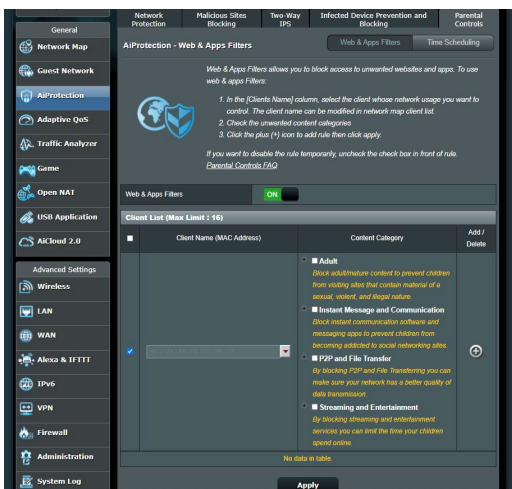 General
Network Map
Guest Network
AiProtection
Adaptive QoS
Traffic Analyzer
Game
Open NAT
USB Application
AiCloud 2.0
Advanced Settings
Wireless
LAN
WAN
Alexa & IFTTT
IPv6
VPN
Firewall
Administration
System Log
Network Protection
Malicious Sites Blocking
Two-Way IPS
Infected Device Prevention and Blocking
Parental Controls
AiProtection - Web & Apps Filters
Web & Apps Filters
Time Scheduling
Web & Apps Filters allows you to block access to unwanted websites and apps. To use
web & apps Filters:
1. In the [Clients Name] column, select the client whose network usage you want to
control. The client name can be modified in network map client list.
2. Check the unwanted content categories
3. Click the plus (+) icon to add rule then click apply.
If you want to disable the rule temporarily, uncheck the check box in front of rule.
Parental Controls FAQ
Web & Apps Filters
ON
Client List (Max Limit : 16)
Client Name (MAC Address)
Content Category
Add / Delete
Adult
Block adult/mature content to prevent children
from visiting sites that contain material of a
sexual, violent, and illegal nature.
Instant Message and Communication
Block instant communication software and
messaging apps to prevent children from
becoming addicted to social networking sites.
P2P and File Transfer
By blocking P2P and File Transferring you can
make sure your network has a better quality of
data transmission.
Streaming and Entertainment
By blocking streaming and entertainment
services you can limit the time your children
spend online.
No data in table.
Apply